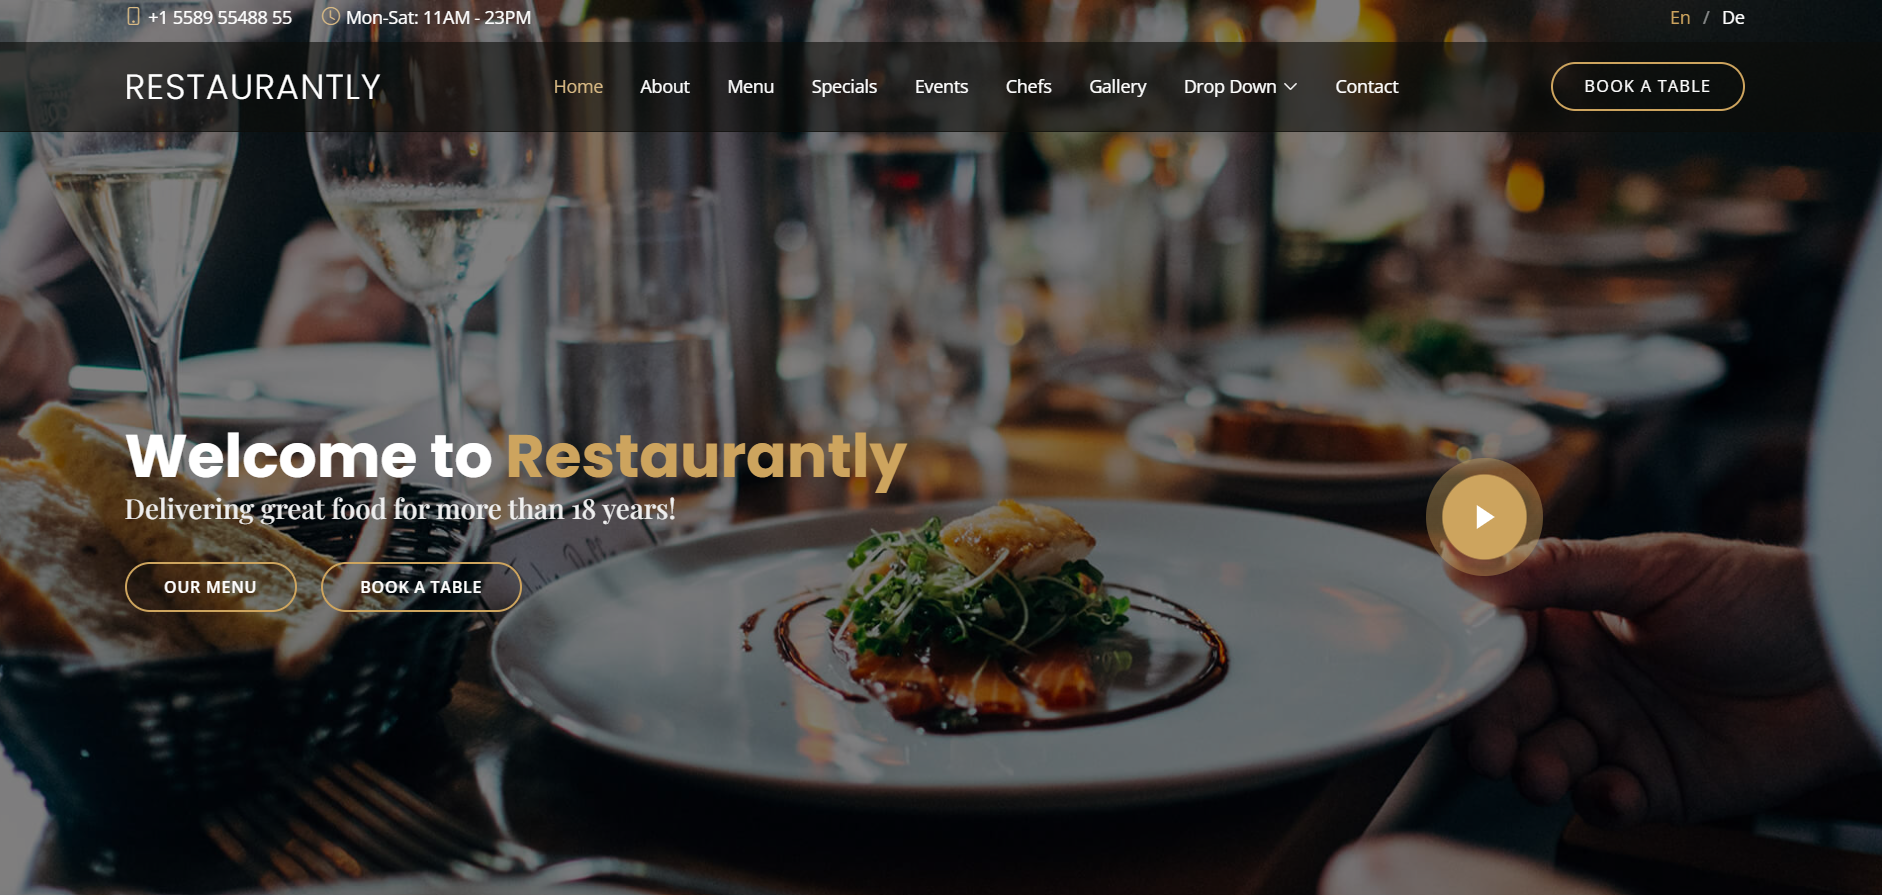 +1 5589 55488 55 Mon-Sat: 11AM - 23PM En / De
RESTAURANTLY Home About Menu Specials Events Chefs Gallery Drop Down Contact BOOK A TABLE
Welcome to Restaurantly
Delivering great food for more than 18 years!
OUR MENU BOOK A TABLE